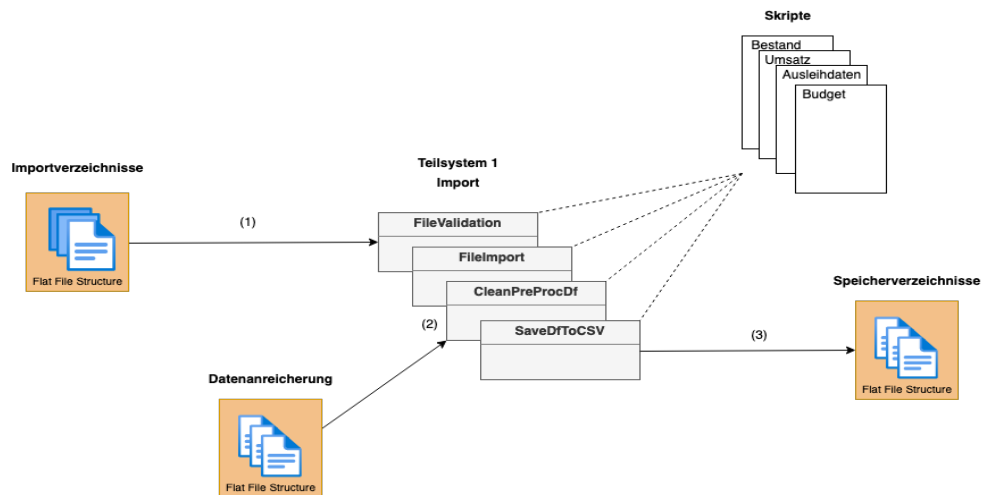 Skripte
Bestand
Umsatz
Ausleihdaten
Budget
Importverzeichnisse
Teilsystem 1
Import
(1)
FileValidation
Flat File Structure
FileImport
CleanPreProcDf
(2)
SaveDfToCSV
(3)
Speicherverzeichnisse
Flat File Structure
Datenanreicherung
Flat File Structure